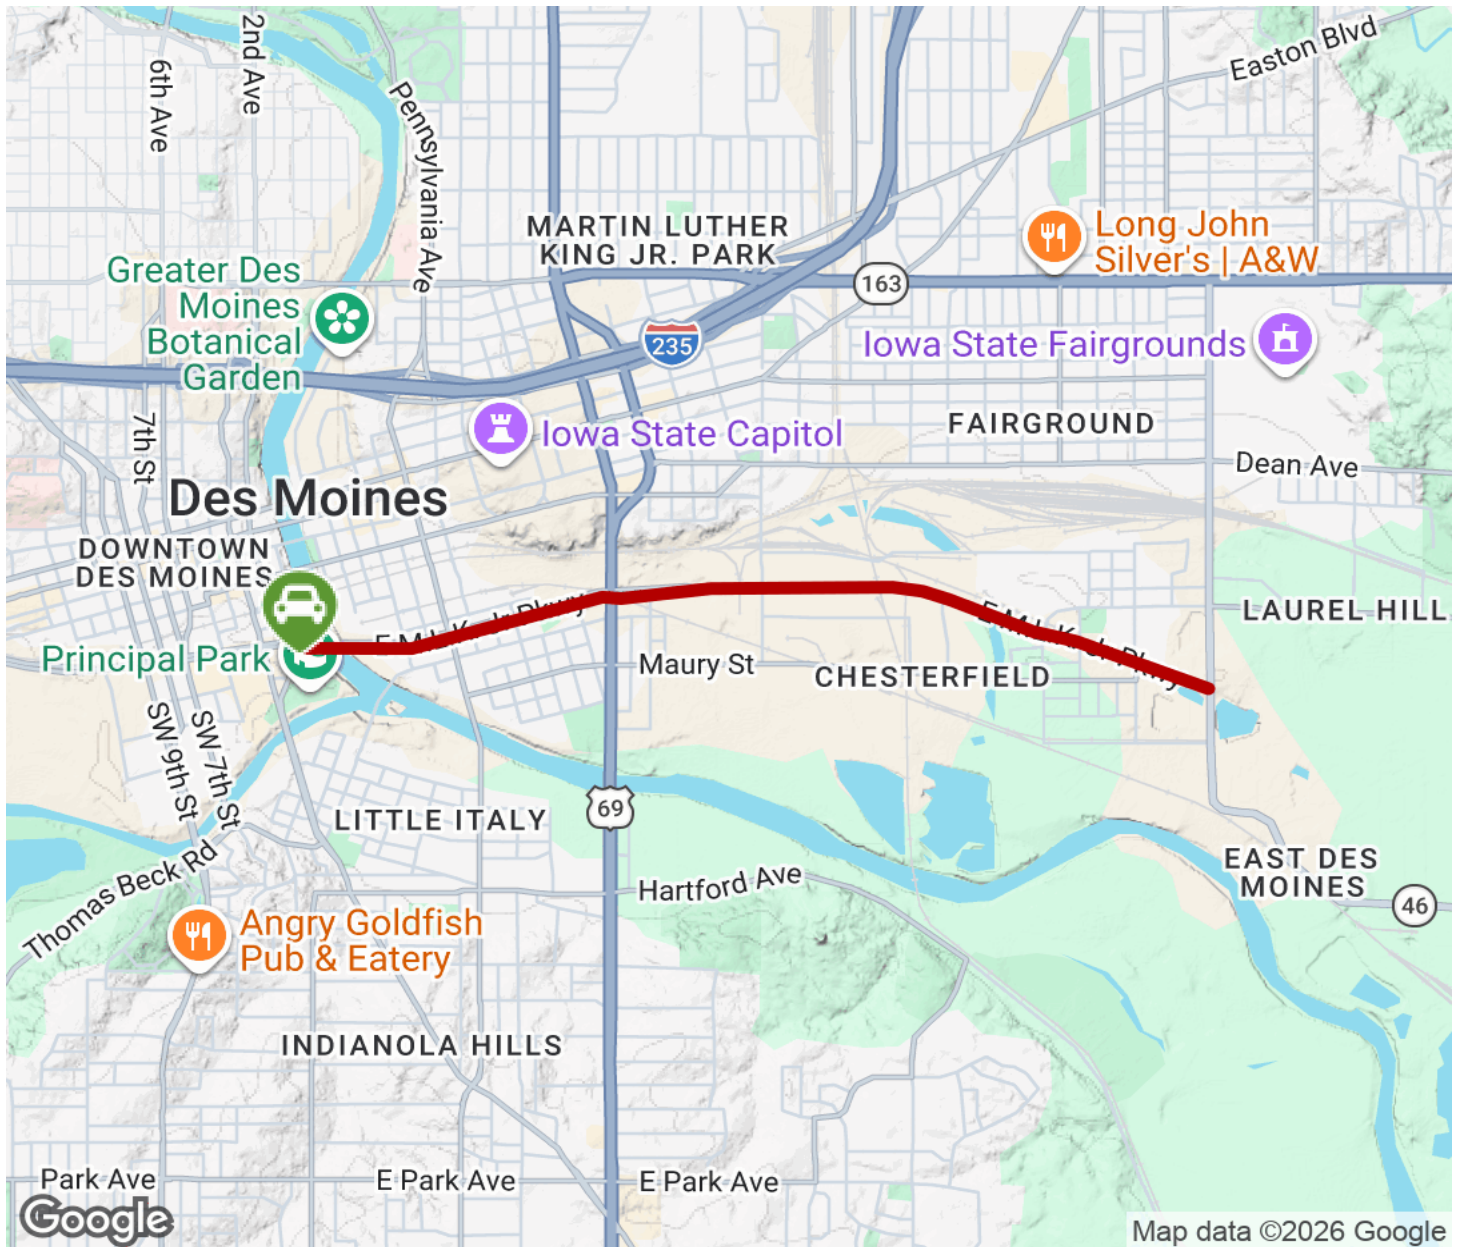 2nd Ave
6th Ave
Pennsylvania Ave
Easton Blvd
MARTIN LUTHER
KING JR. PARK
Long John
Silver's | A&W
163
Greater Des
Moines
Botanical
Garden
235
Iowa State Fairgrounds
7th St
Iowa State Capitol
FAIRGROUND
Dean Ave
Des Moines
DOWNTOWN
DES MOINES
E M.L.K. Jr Pkwy
E M.L.K. Jr Pkwy
LAUREL HILL
Principal Park
Maury St
CHESTERFIELD
SW 9th St
SW 7th St
69
LITTLE ITALY
Thomas Beck Rd
Hartford Ave
EAST DES
MOINES
46
Angry Goldfish
Pub & Eatery
INDIANOLA HILLS
Park Ave
E Park Ave
E Park Ave
Google
Map data ©2026 Google